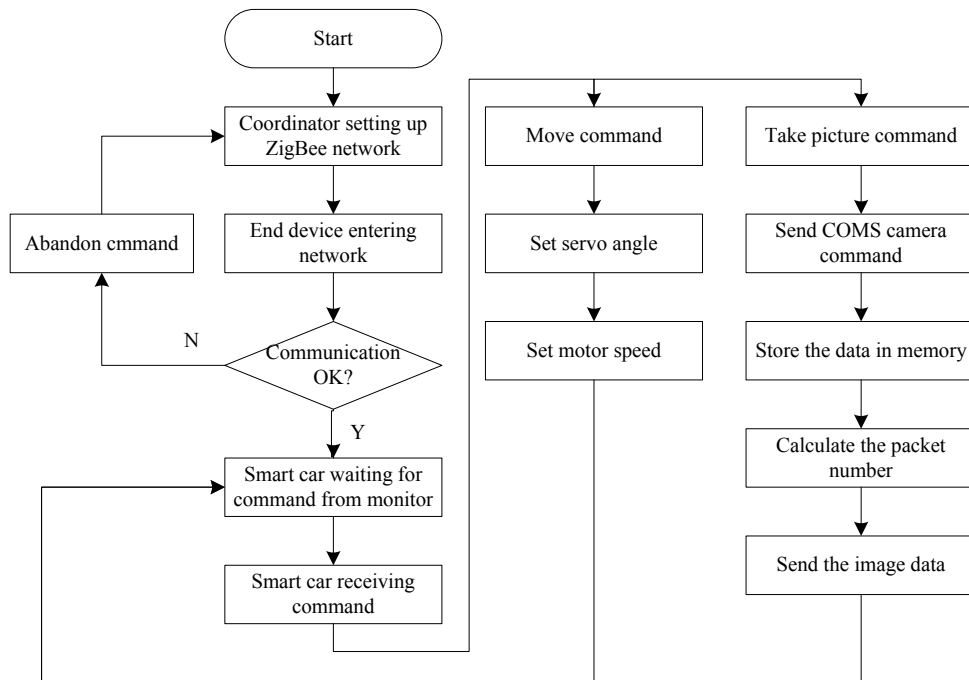 Start
Coordinator setting up
ZigBee network
End device entering
network
Abandon cmmand
N
Communication
OK?
Y
Smart car waiting for
command from monitor
Smart car receiving
command
Move command
Set servo angle
Set motor speed
Take picture command
Send COMS camera
command
Store the data in memory
Calculate the packet
number
Send the image data